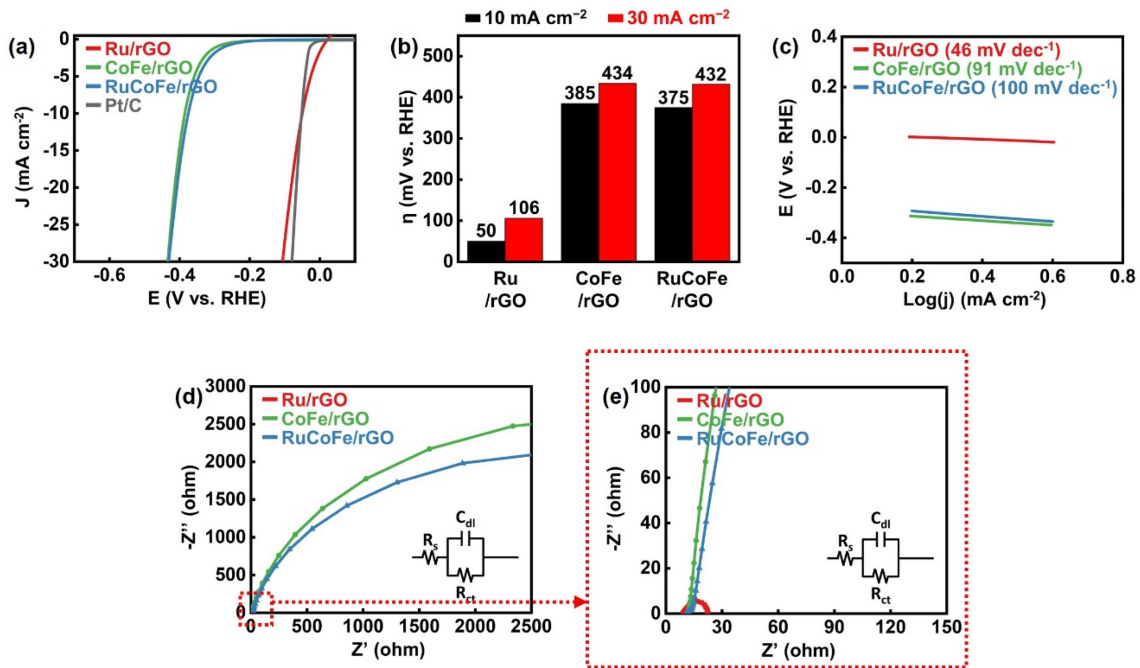 10 mA cm⁻² 30 mA cm⁻²
(a)
Ru/rGO
CoFe/rGO
RuCoFe/rGO
Pt/C
0
-5
-10
-15
-20
-25
-30
J (mA cm⁻²)
-0.6 -0.4 -0.2 0.0
E (V vs. RHE)
(b)
500
400
300
200
100
0
η (mV vs. RHE)
50 106 385 434 375 432
Ru CoFe RuCoFe
/rGO /rGO /rGO
(c)
Ru/rGO (46 mV dec⁻¹)
CoFe/rGO (91 mV dec⁻¹)
RuCoFe/rGO (100 mV dec⁻¹)
0.4
0.2
0.0
-0.2
-0.4
E (V vs. RHE)
0.0 0.2 0.4 0.6 0.8
Log(j) (mA cm⁻²)
(d)
Ru/rGO
CoFe/rGO
RuCoFe/rGO
3000
2500
2000
1500
1000
500
0
-Z'' (ohm)
Rs Cdl Rct
0 500 1000 1500 2000 2500
Z' (ohm)
(e)
Ru/rGO
CoFe/rGO
RuCoFe/rGO
100
80
60
40
20
0
-Z'' (ohm)
Rs Cdl Rct
0 30 60 90 120 150
Z' (ohm)